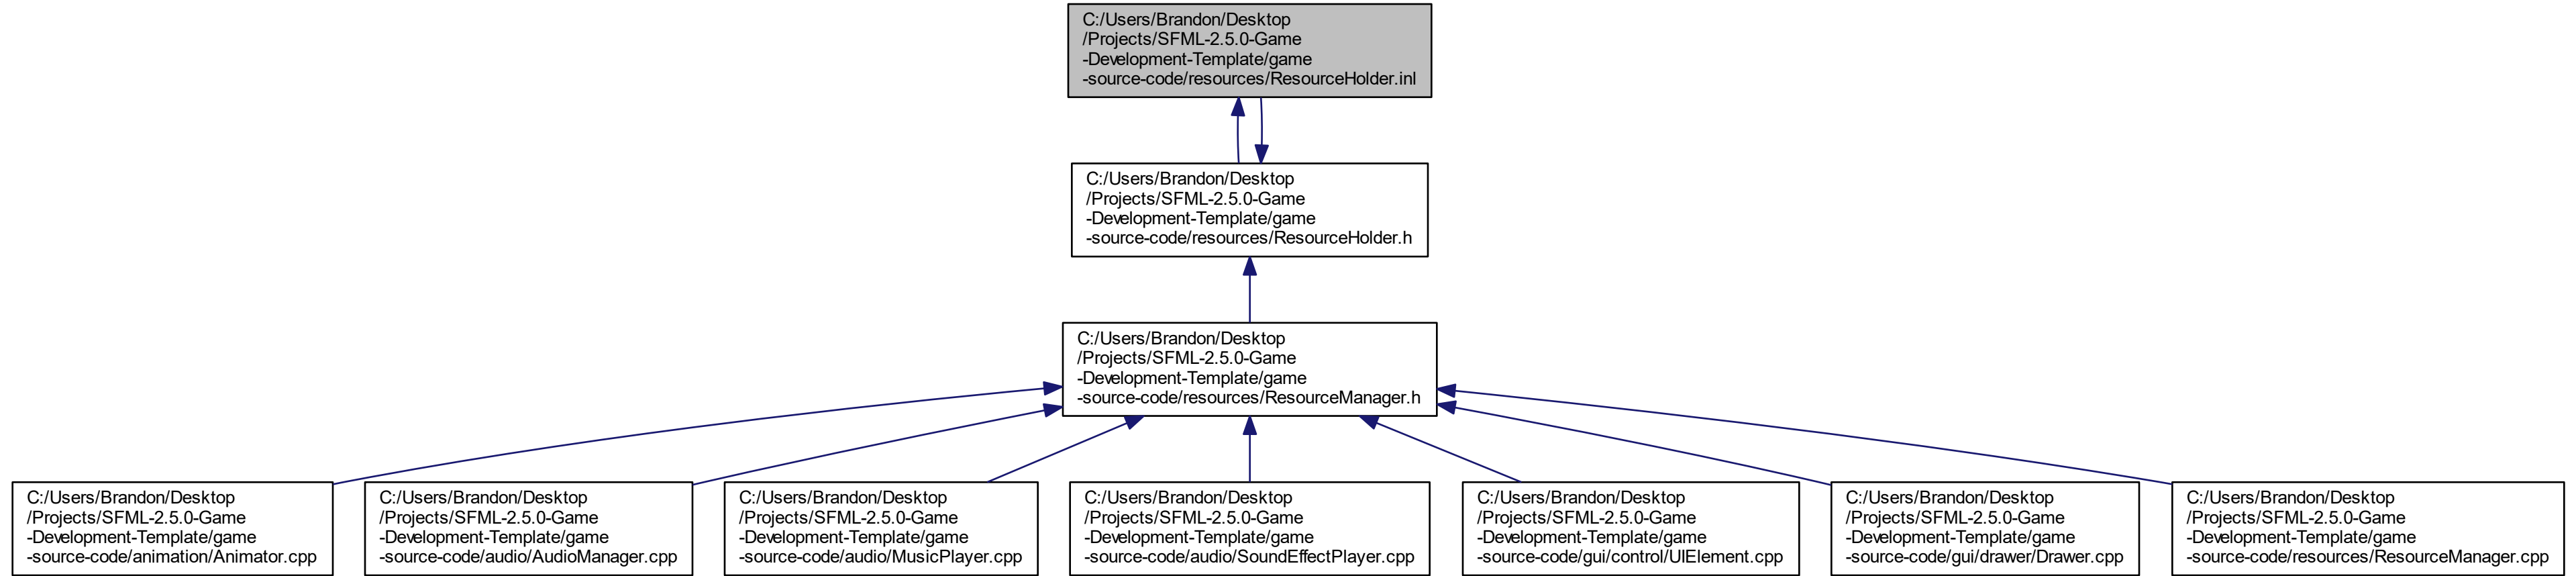 C:/Users/Brandon/Desktop
/Projects/SFML-2.5.0-Game
-Development-Template/game
-source-code/resources/ResourceHolder.inl
C:/Users/Brandon/Desktop
/Projects/SFML-2.5.0-Game
-Development-Template/game
-source-code/resources/ResourceHolder.h
C:/Users/Brandon/Desktop
/Projects/SFML-2.5.0-Game
-Development-Template/game
-source-code/resources/ResourceManager.h
C:/Users/Brandon/Desktop
/Projects/SFML-2.5.0-Game
-Development-Template/game
-source-code/animation/Animator.cpp
C:/Users/Brandon/Desktop
/Projects/SFML-2.5.0-Game
-Development-Template/game
-source-code/audio/AudioManager.cpp
C:/Users/Brandon/Desktop
/Projects/SFML-2.5.0-Game
-Development-Template/game
-source-code/audio/MusicPlayer.cpp
C:/Users/Brandon/Desktop
/Projects/SFML-2.5.0-Game
-Development-Template/game
-source-code/audio/SoundEffectPlayer.cpp
C:/Users/Brandon/Desktop
/Projects/SFML-2.5.0-Game
-Development-Template/game
-source-code/gui/control/UIElement.cpp
C:/Users/Brandon/Desktop
/Projects/SFML-2.5.0-Game
-Development-Template/game
-source-code/gui/drawer/Drawer.cpp
C:/Users/Brandon/Desktop
/Projects/SFML-2.5.0-Game
-Development-Template/game
-source-code/resources/ResourceManager.cpp